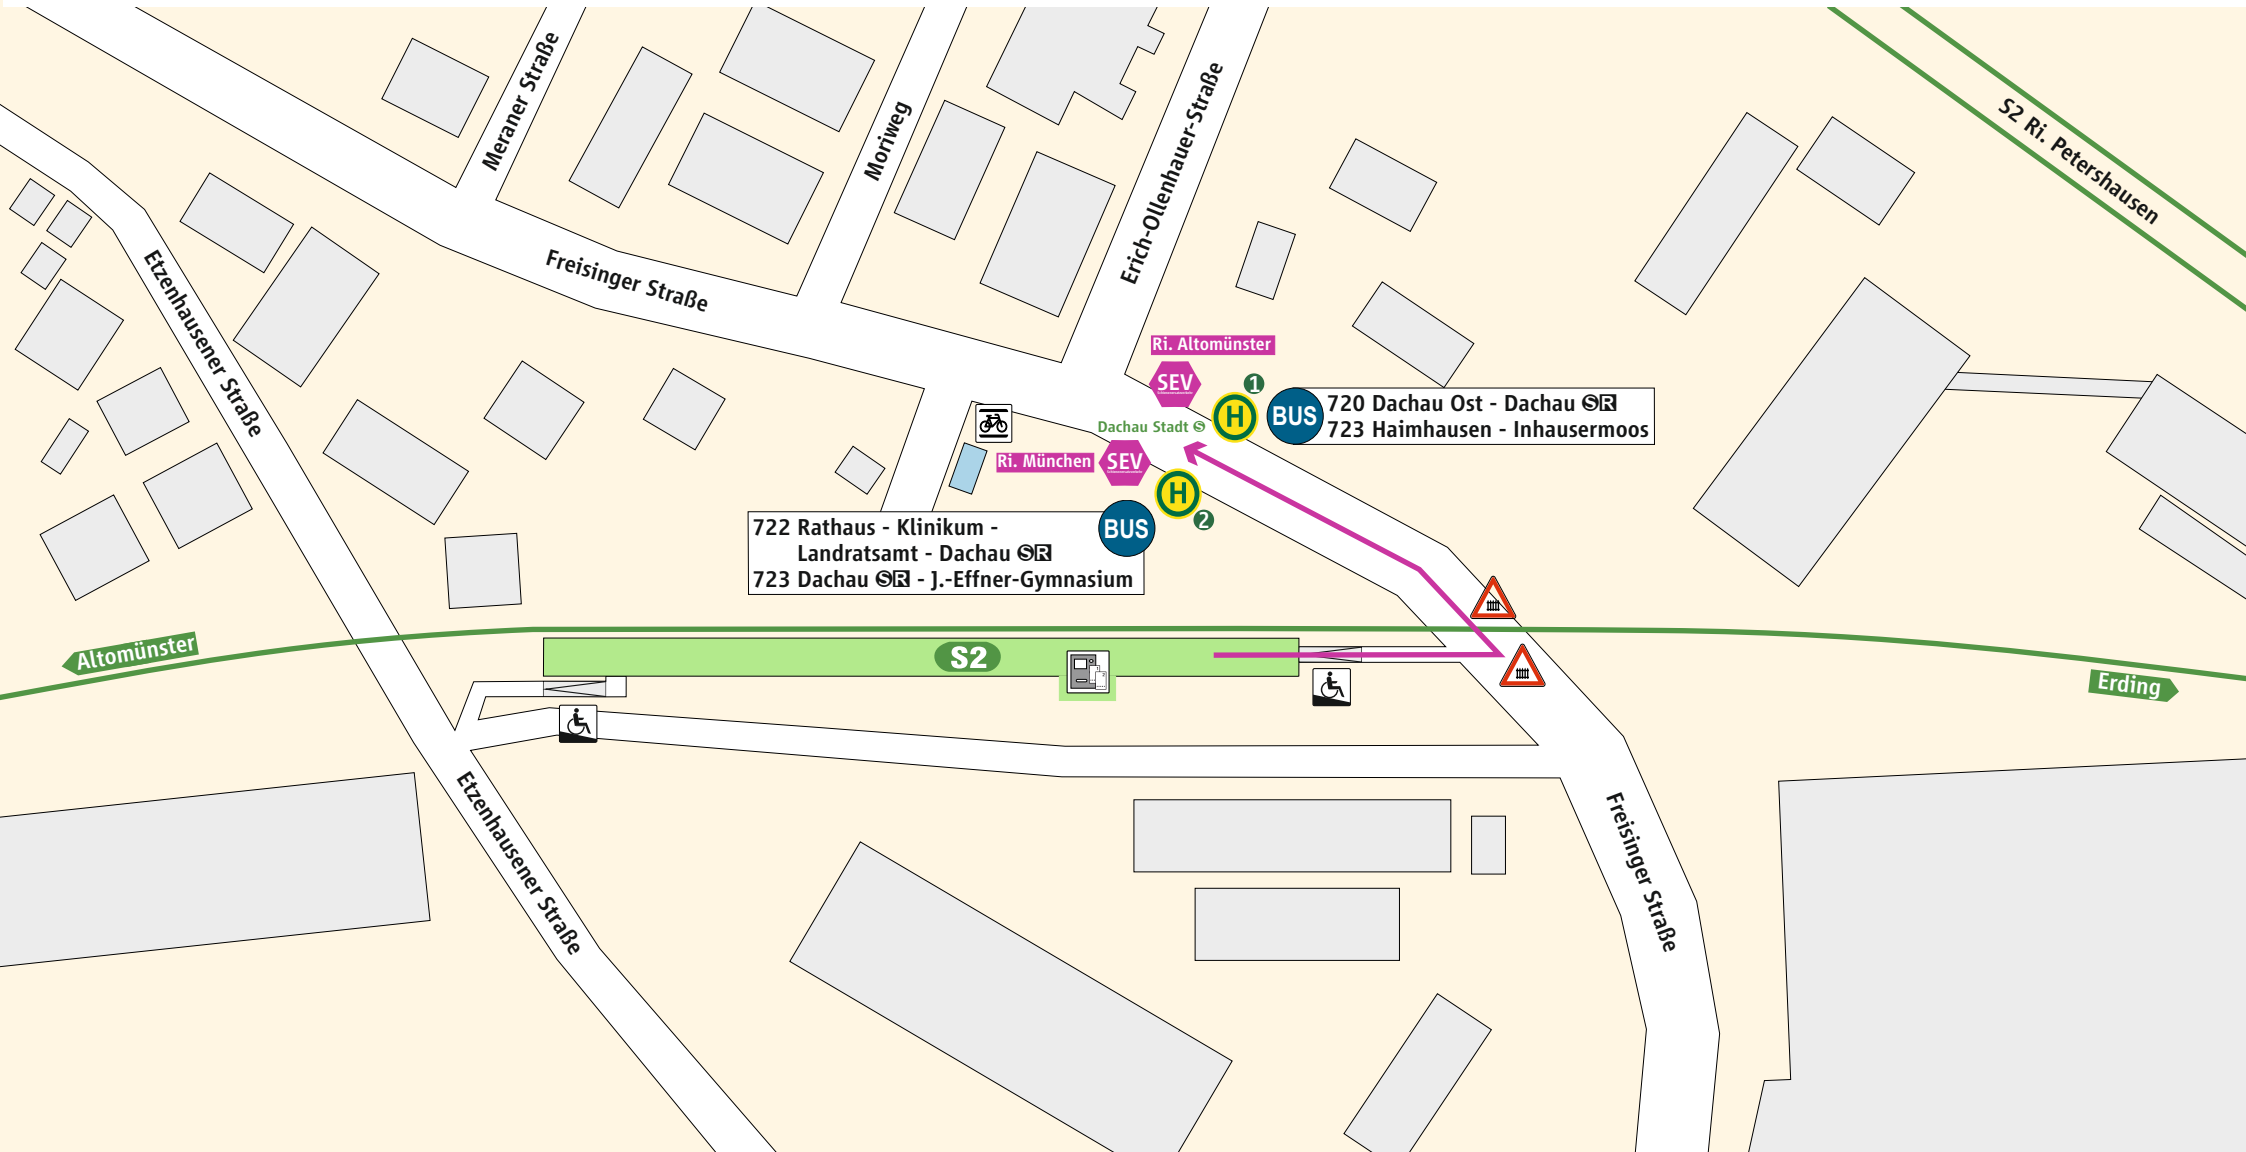 Meraner Straße
Moriweg
Erich-Ollenhauer-Straße
S2 Ri. Petershausen
Etzenhausener Straße
Freisinger Straße
Ri. Altomünster
SEV
1
H
BUS
720 Dachau Ost - Dachau SR
723 Haimhausen - Inhausermoos
Dachau Stadt S
Ri. München
SEV
H
2
BUS
722 Rathaus - Klinikum -
Landratsamt - Dachau SR
723 Dachau SR - J.-Effner-Gymnasium
Altomünster
S2
Erding
Etzenhausener Straße
Freisinger Straße